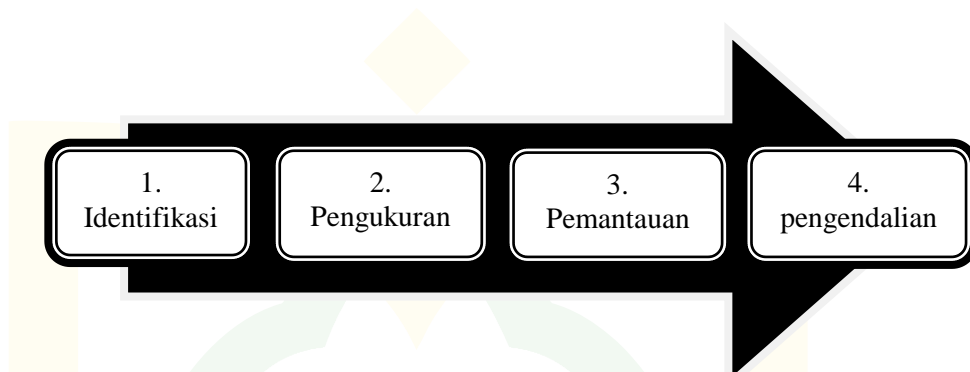 1.
Identifikasi
2.
Pengukuran
3.
Pemantauan
4.
pengendalian